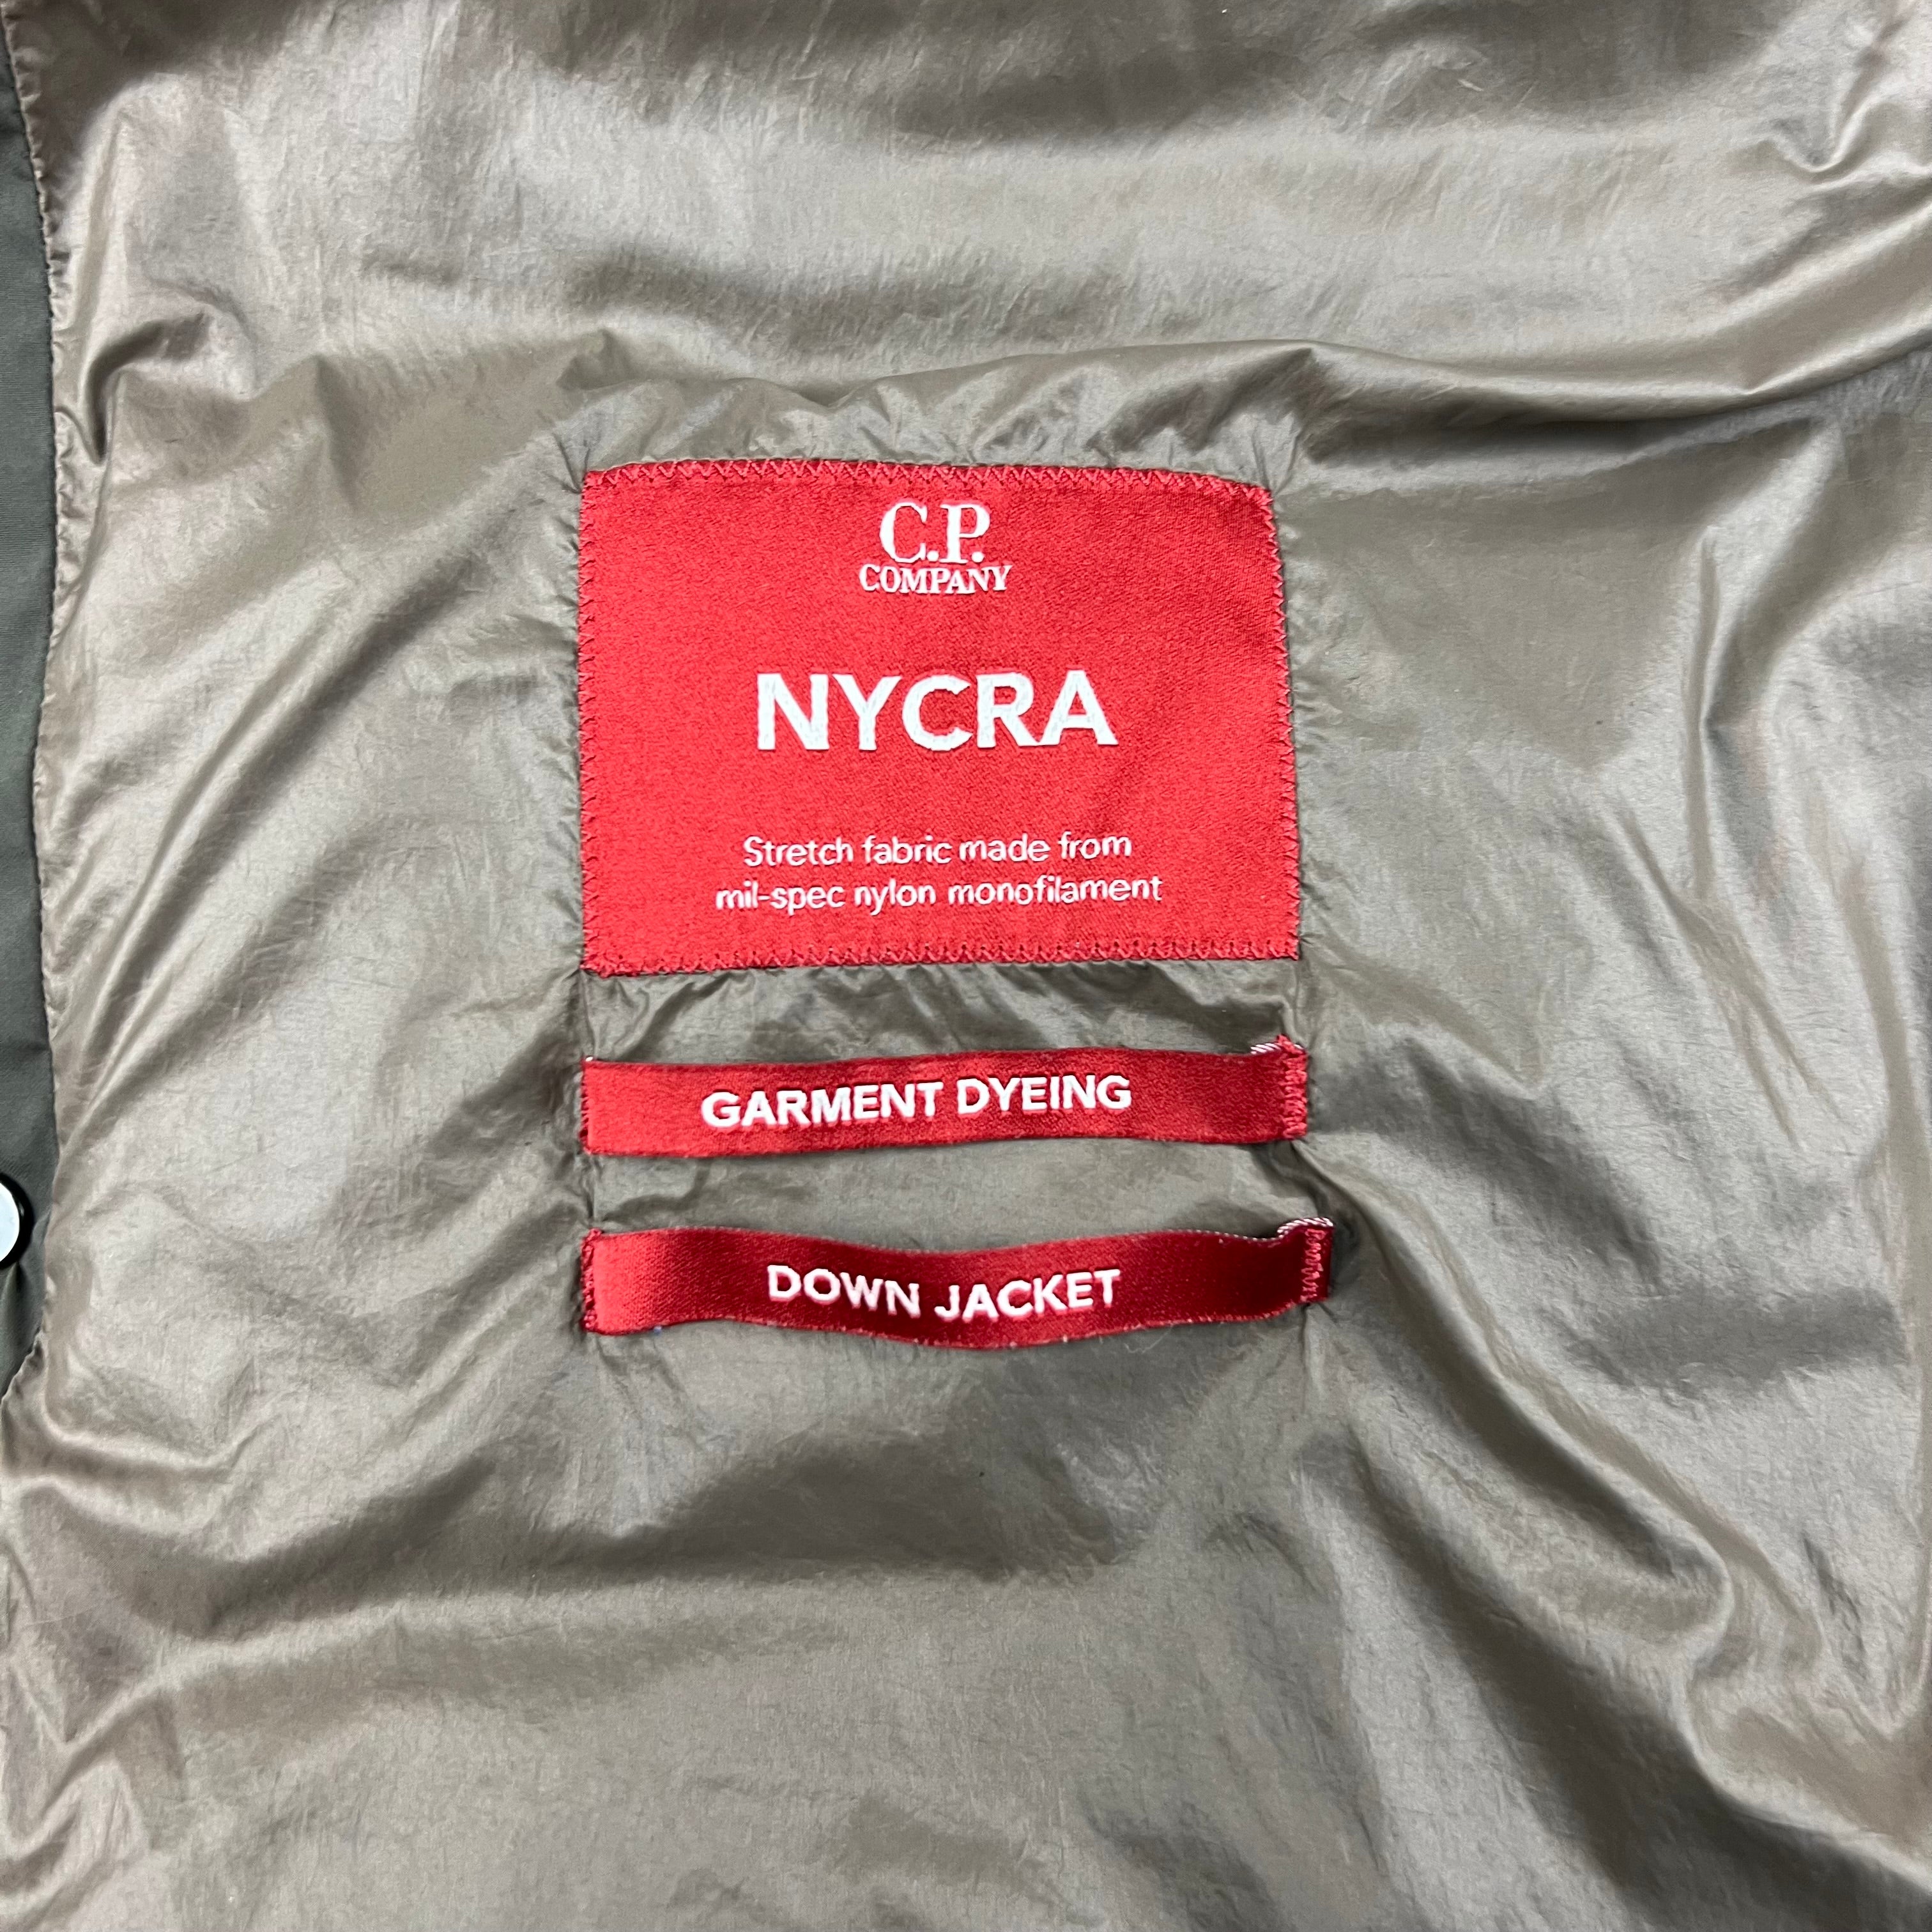 C.P.
COMPANY
NYCRA
Stretch fabric made from
mil-spec nylon monofilament
GARMENT DYEING
DOWN JACKET